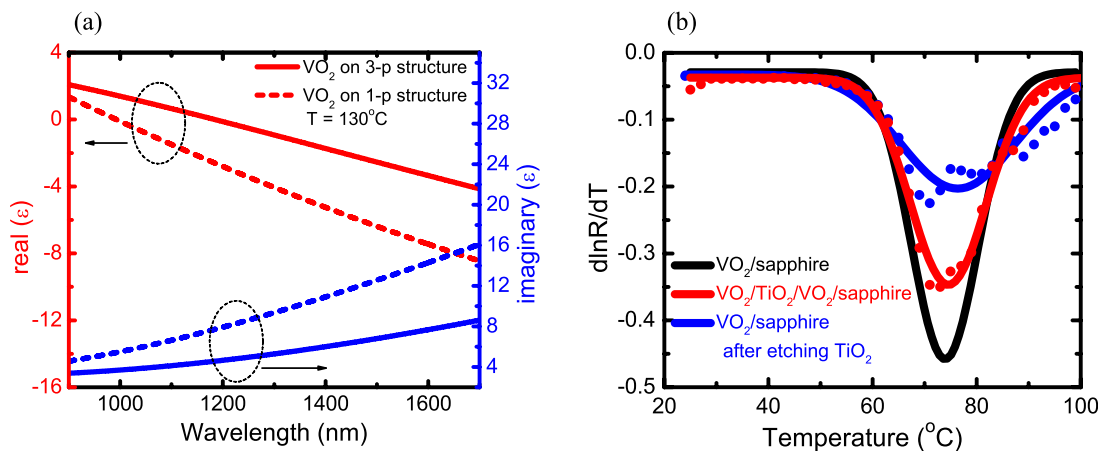 (a)
4
0
-4
-8
-12
-16
real (ε)
VO2 on 3-p structure
VO2 on 1-p structure
T = 130°C
32
28
24
20
16
12
8
4
imaginary (ε)
1000 1200 1400 1600
Wavelength (nm)
(b)
0.0
-0.1
-0.2
-0.3
-0.4
-0.5
dlnR/dT
VO2/sapphire
VO2/TiO2/VO2/sapphire
VO2/sapphire
after etching TiO2
20 40 60 80 100
Temperature (°C)